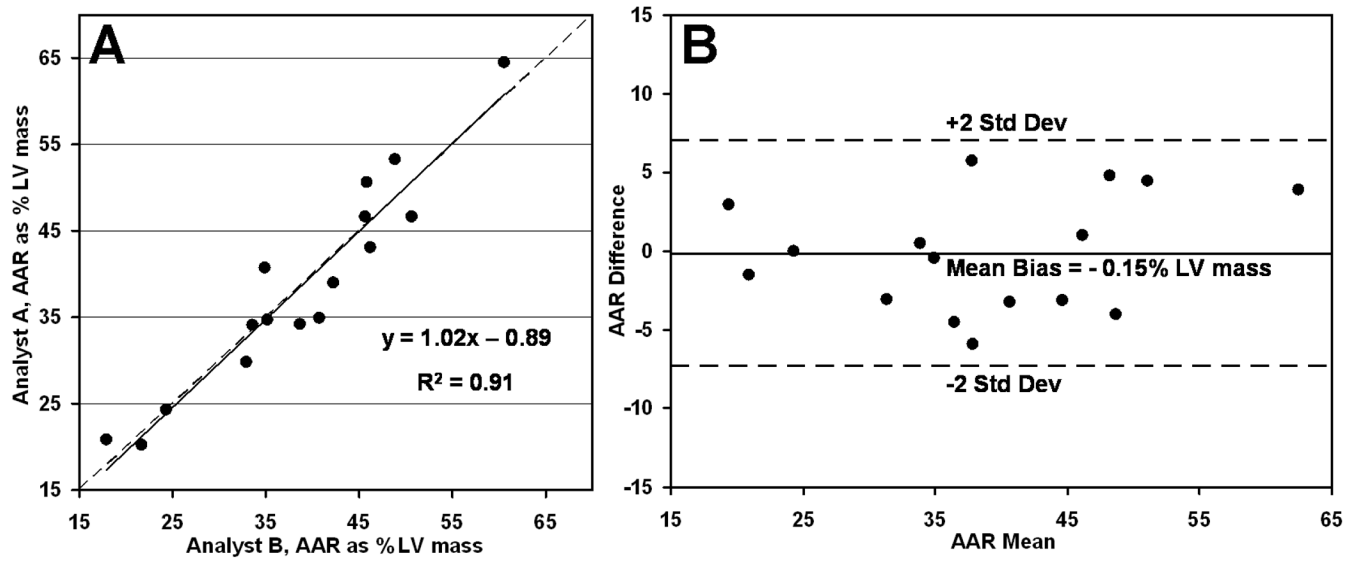 A
65
55
45
35
25
15
Analyst A, AAR as % LV mass
y = 1.02x – 0.89
R² = 0.91
15 25 35 45 55 65
Analyst B, AAR as % LV mass
B
15
10
5
0
-5
-10
-15
AAR Difference
+2 Std Dev
Mean Bias = - 0.15% LV mass
-2 Std Dev
15 25 35 45 55 65
AAR Mean